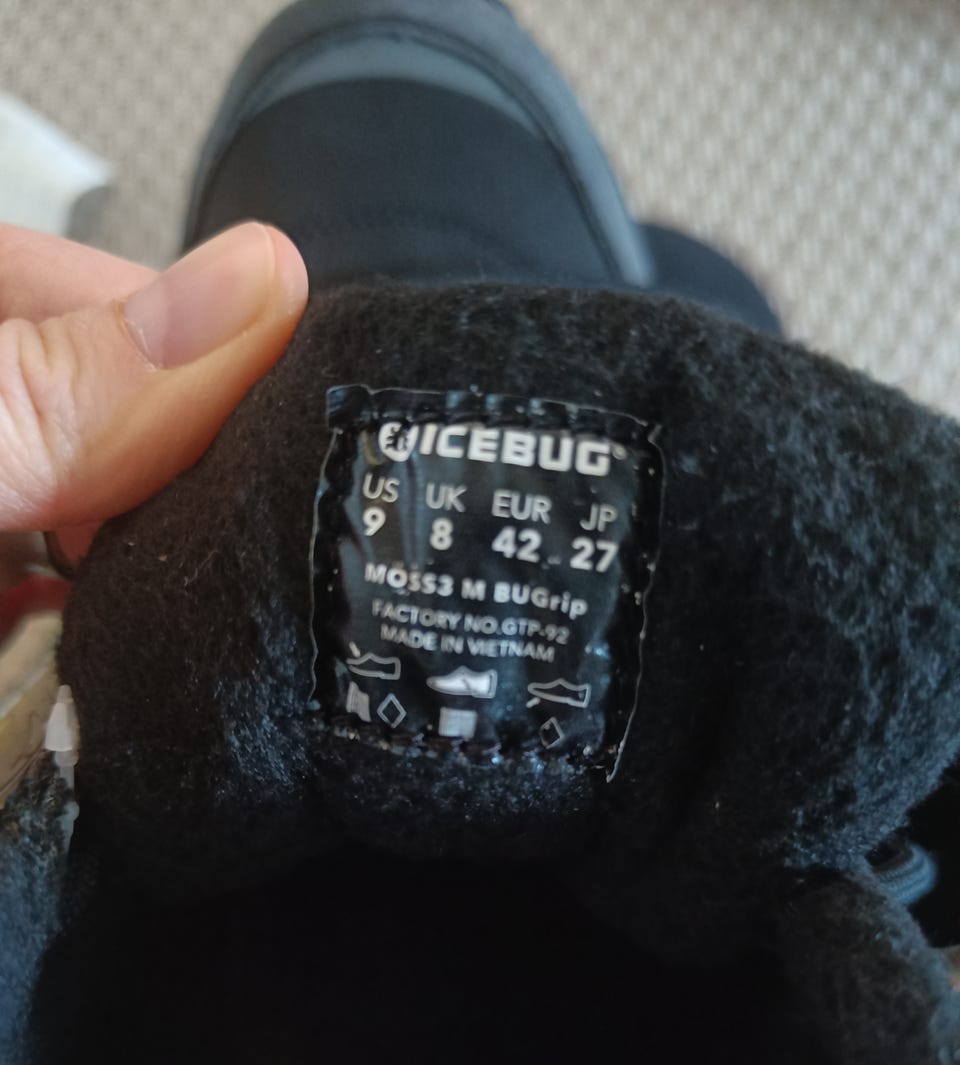 ICEBUG®
US UK EUR JP
9 8 42 27
MOSS3 M BUGrip
FACTORY NO.GTP-92
MADE IN VIETNAM